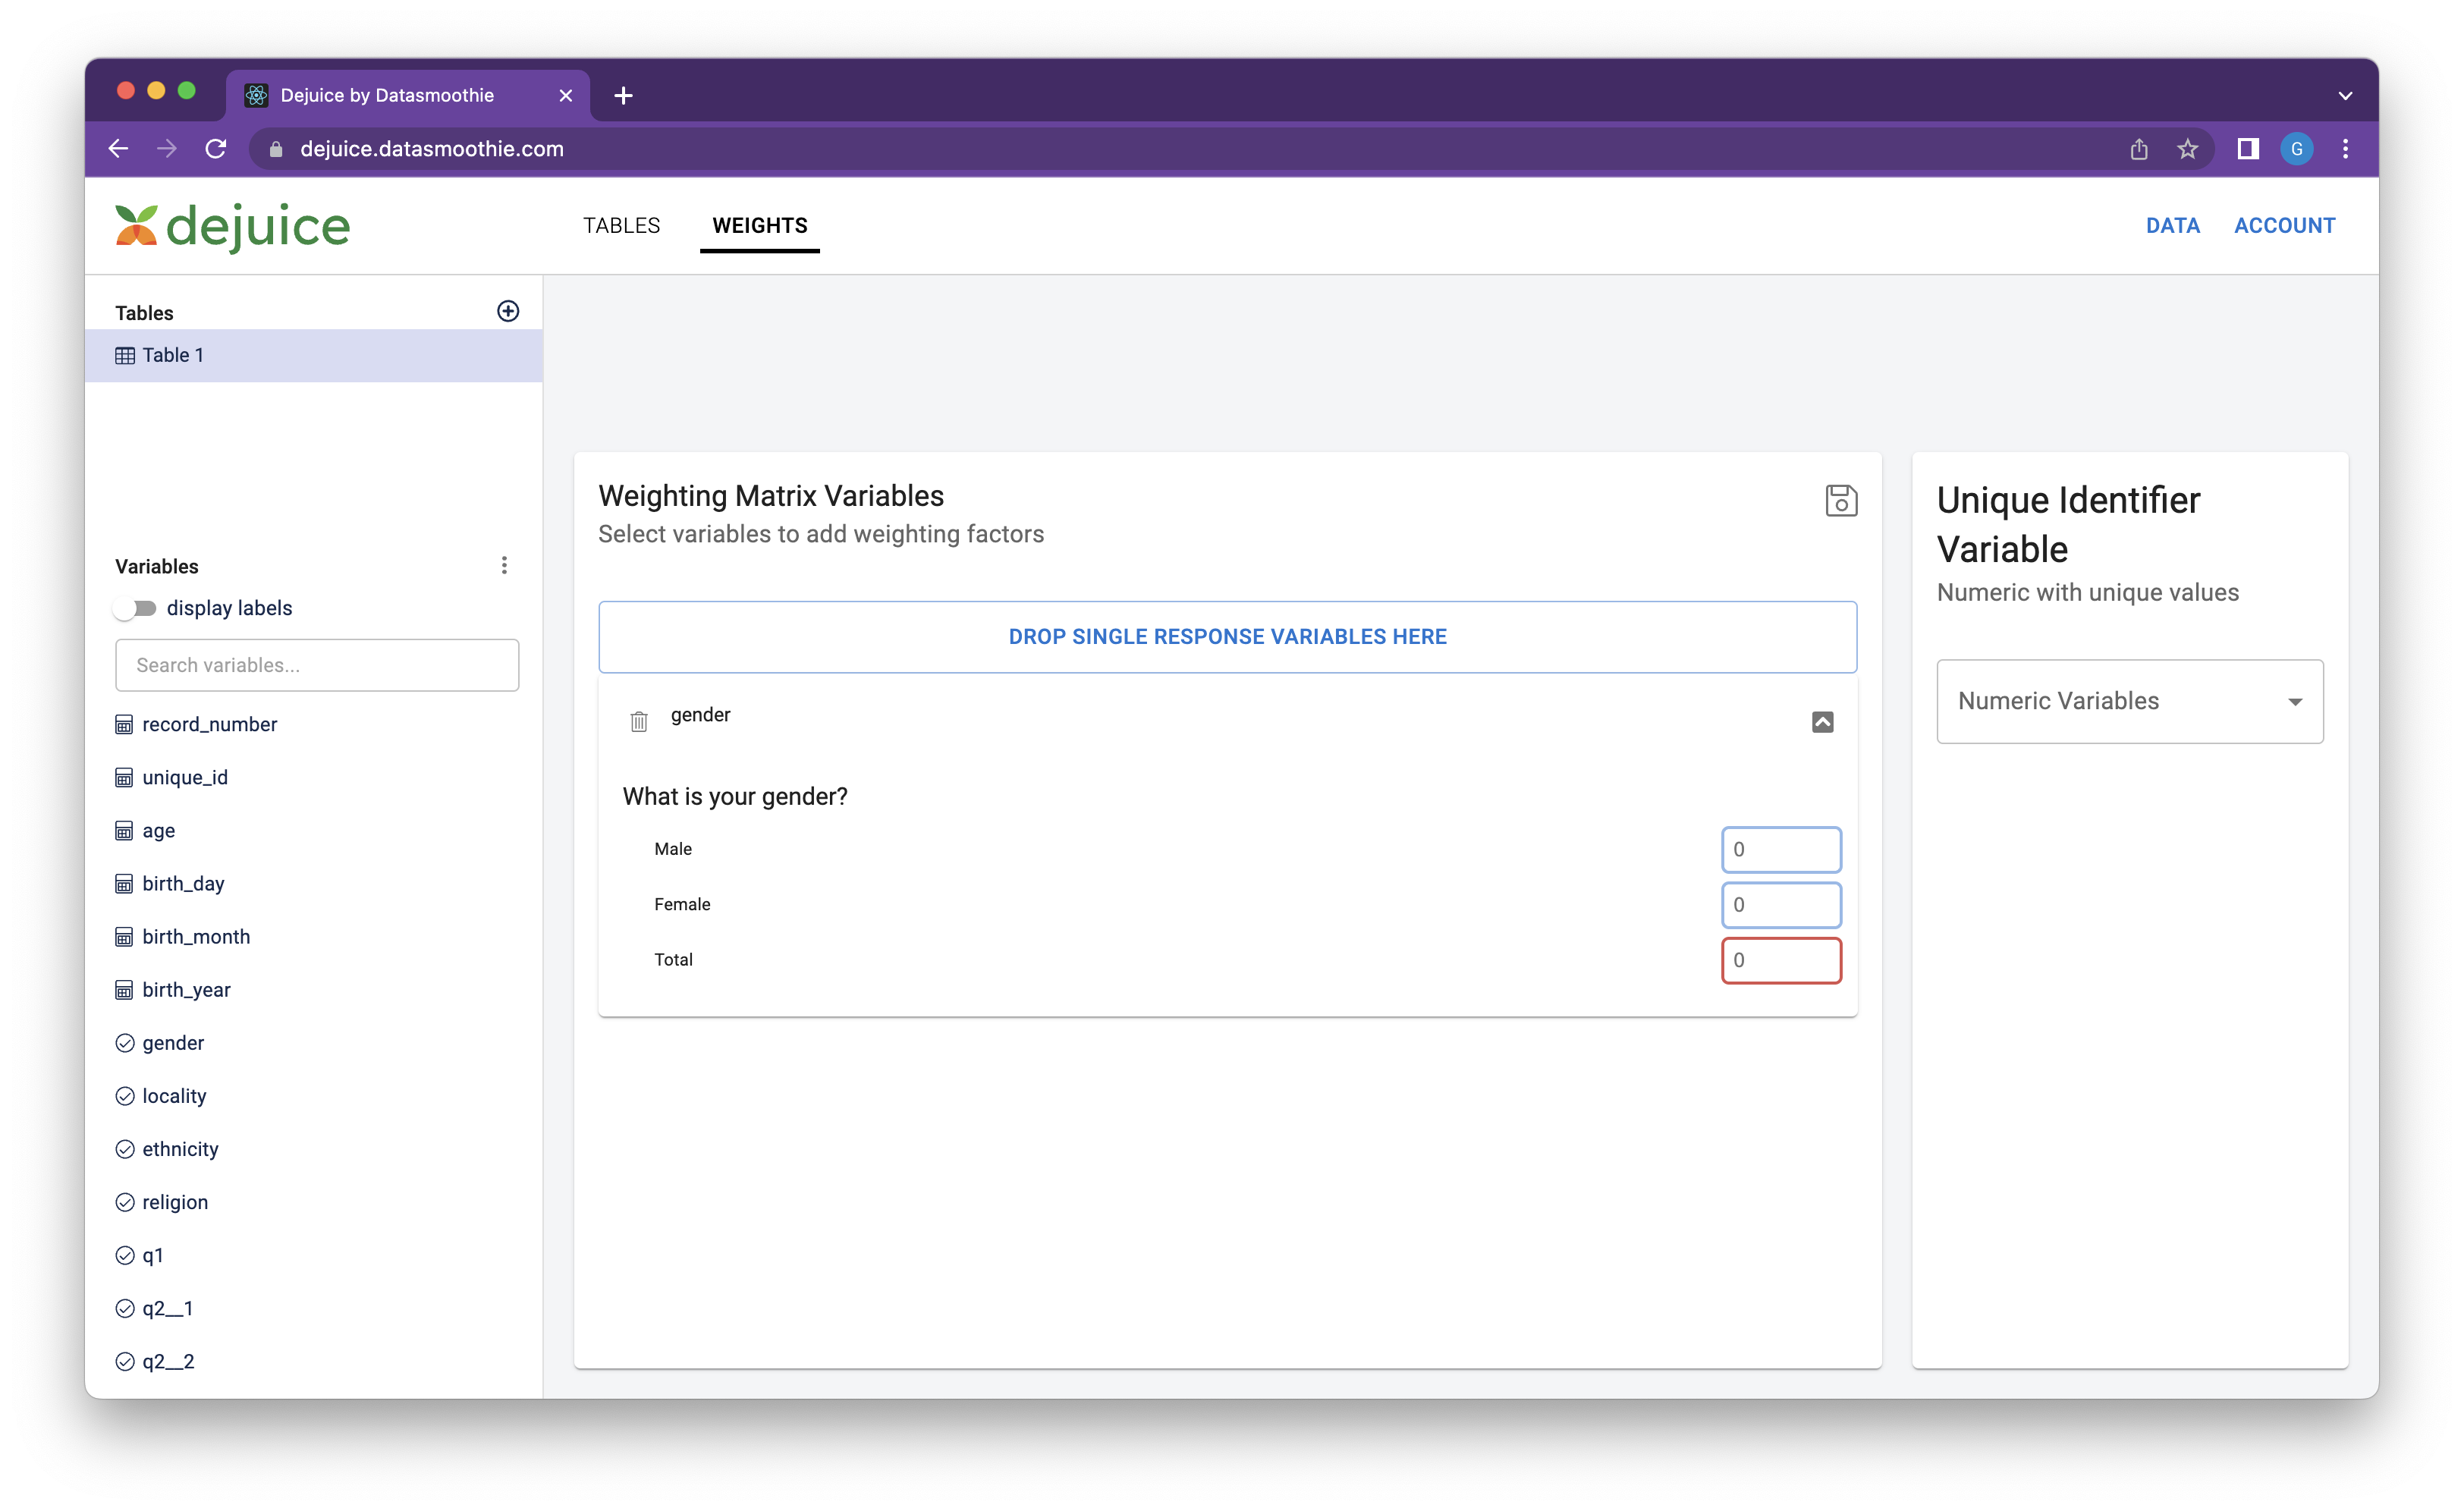 Dejuice by Datasmoothie
dejuice.datasmoothie.com
G
dejuice
TABLES
WEIGHTS
DATA
ACCOUNT
Tables
Table 1
Variables
display labels
Search variables...
record_number
unique_id
age
birth_day
birth_month
birth_year
gender
locality
ethnicity
religion
q1
q2__1
q2__2
Weighting Matrix Variables
Select variables to add weighting factors
DROP SINGLE RESPONSE VARIABLES HERE
gender
What is your gender?
Male 0
Female 0
Total 0
Unique Identifier
Variable
Numeric with unique values
Numeric Variables